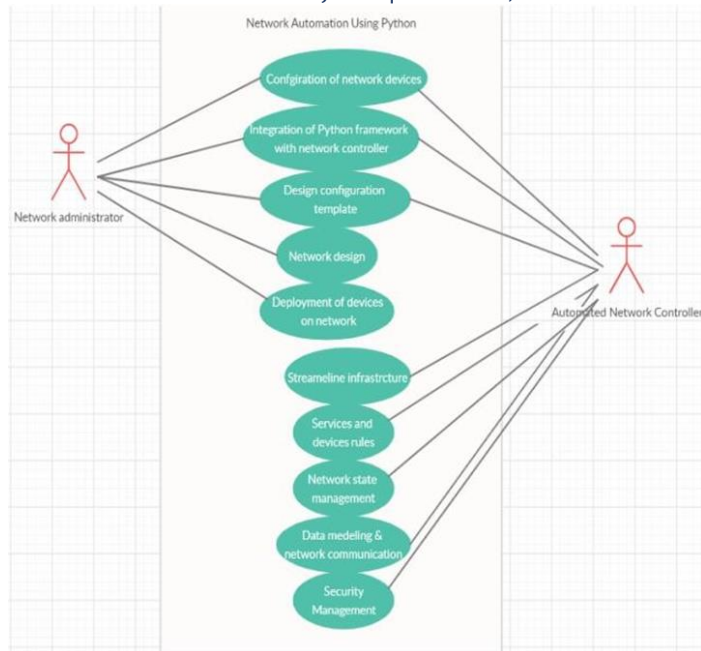 Network Automation Using Python
Confgiration of network devices
Integration of Python framework
with network controller
Design configuration
template
Network administrator
Network design
Deployment of devices
on network
Automated Network Controller
Streameline infrastrcture
Services and
devices rules
Network state
management
Data medeling &
network communication
Security
Management